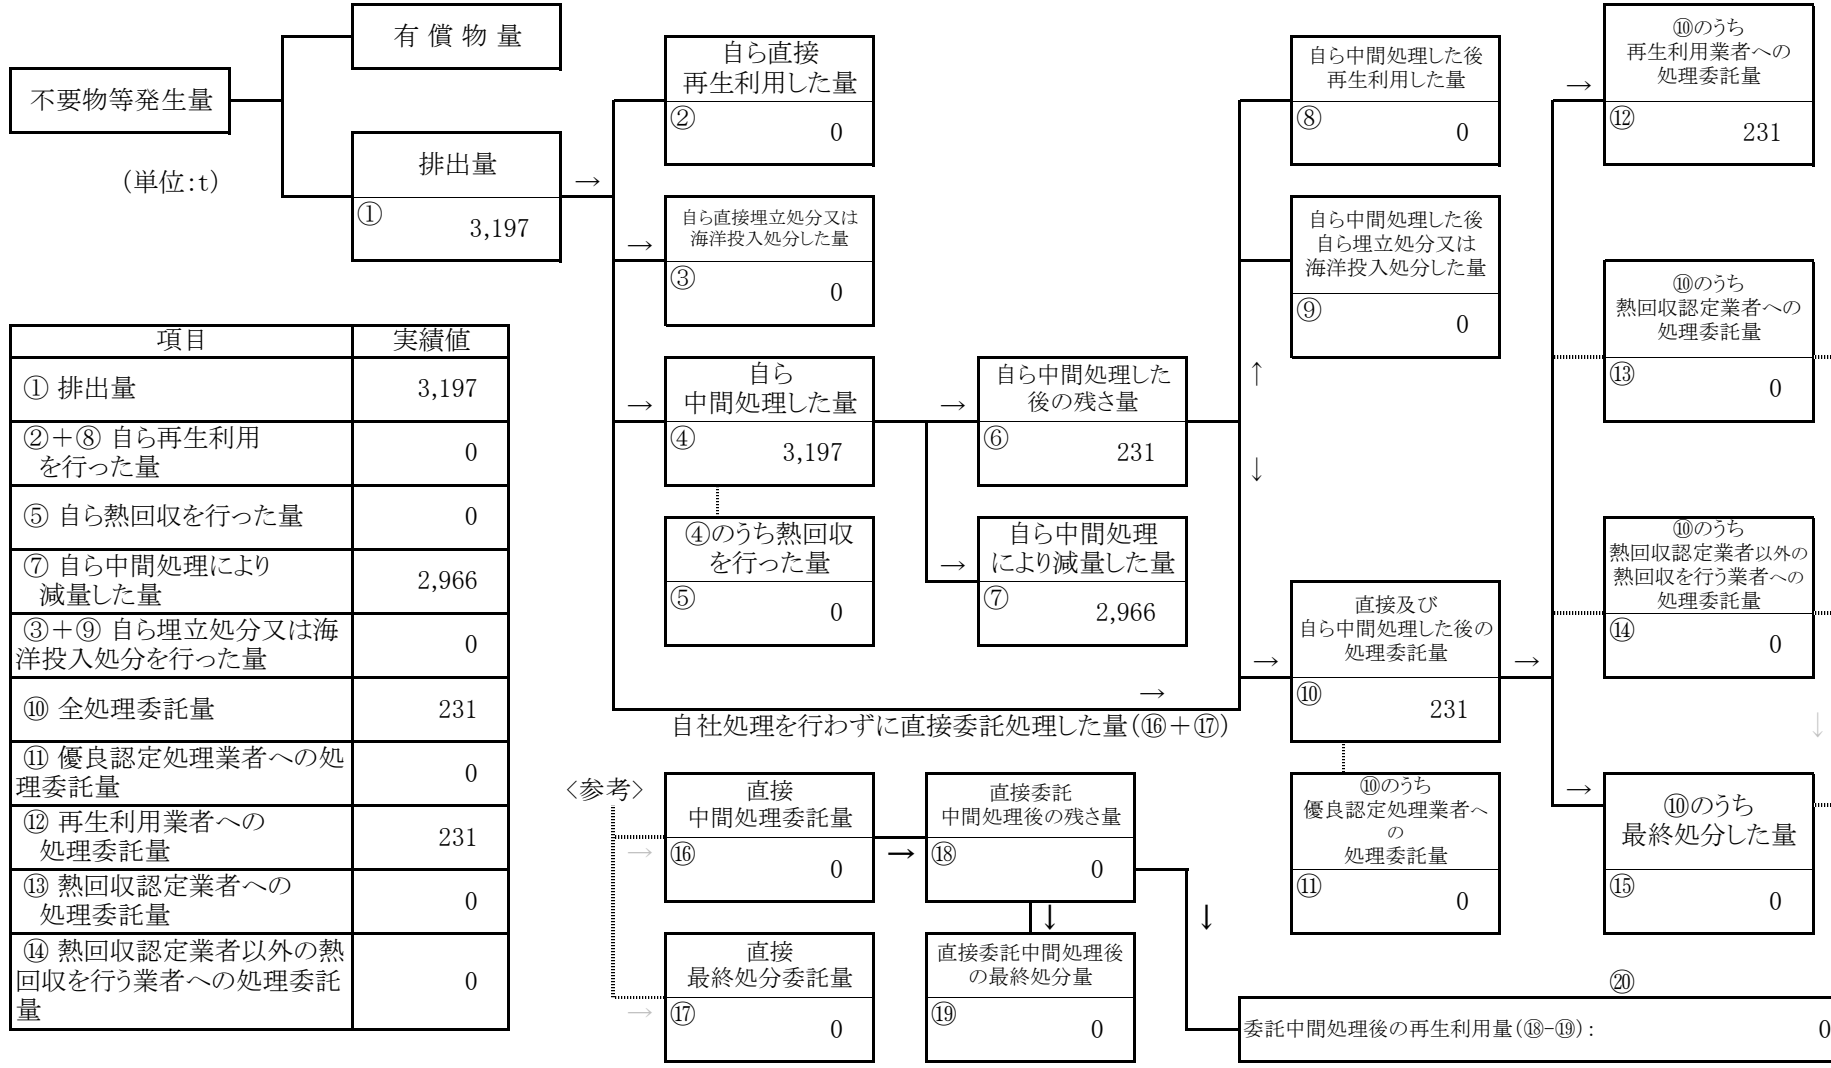 有 償 物 量
不要物等発生量
(単位:t)
排出量
①
3,197
→
自ら直接
再生利用した量
②
0
→
自ら直接埋立処分又は
海洋投入処分した量
③
0
→
自ら
中間処理した量
④
3,197
④のうち熱回収
を行った量
⑤
0
→
自ら中間処理した
後の残さ量
⑥
231
→
自ら中間処理
により減量した量
⑦
2,966
↑
↓
自ら中間処理した後
再生利用した量
⑧
0
自ら中間処理した後
自ら埋立処分又は
海洋投入処分した量
⑨
0
→
直接及び
自ら中間処理した後の
処理委託量
⑩
231
→
⑩のうち
優良認定処理業者へ
の
処理委託量
⑪
0
→
⑩のうち
再生利用業者への
処理委託量
⑫
231
⑩のうち
熱回収認定業者への
処理委託量
⑬
0
⑩のうち
熱回収認定業者以外の
熱回収を行う業者への
処理委託量
⑭
0
↓
→
⑩のうち
最終処分した量
⑮
0
→
自社処理を行わずに直接委託処理した量(⑯+⑰)
<参考>
→
直接
中間処理委託量
⑯
0
→
直接
最終処分委託量
⑰
0
→
直接委託
中間処理後の残さ量
⑱
0
↓
直接委託中間処理後
の最終処分量
⑲
0
↓
⑳
委託中間処理後の再生利用量(⑱-⑲):
0
項目 実績値
① 排出量 3,197
②+⑧ 自ら再生利用
を行った量 0
⑤ 自ら熱回収を行った量 0
⑦ 自ら中間処理により
減量した量 2,966
③+⑨ 自ら埋立処分又は海
洋投入処分を行った量 0
⑩ 全処理委託量 231
⑪ 優良認定処理業者への処
理委託量 0
⑫ 再生利用業者への
処理委託量 231
⑬ 熱回収認定業者への
処理委託量 0
⑭ 熱回収認定業者以外の熱
回収を行う業者への処理委託
量 0